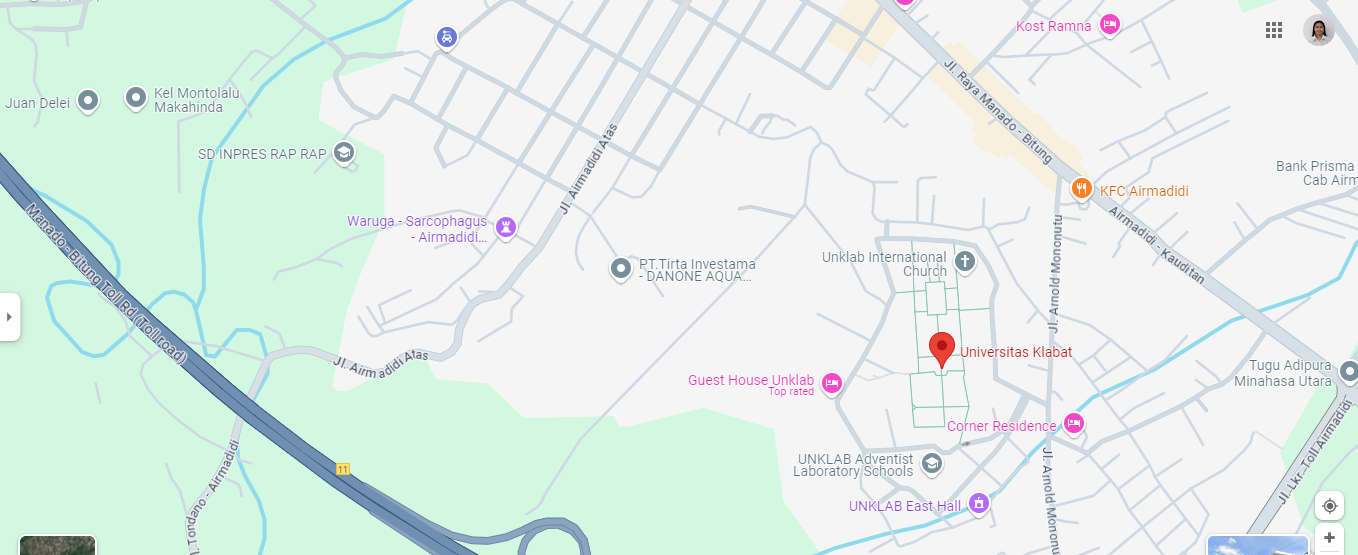 Kost Ramna
Jl. Raya Manado - Bitung
Juan Delei
Kel Montolalu
Makahinda
SD INPRES RAP RAP
Jl. Airmadidi Atas
Bank Prisma
Cab Airm
KFC Airmadidi
Airmadidi - Kauditan
Waruga - Sarcophagus
- Airmadidi...
Manado - Bitung Toll Rd (Toll road)
PT.Tirta Investama
- DANONE AQUA...
Unklab International
Church
Jl. Arnold Mononutu
Universitas Klabat
Jl. Airmadidi Atas
Guest House Unklab
Top rated
Tugu Adipura
Minahasa Utara
Corner Residence
Jl. Lkr. Toll Airmadidi
UNKLAB Adventist
Laboratory Schools
11
Jl. Arnold Mononu
UNKLAB East Hall
l. Tondano - Airmadidi